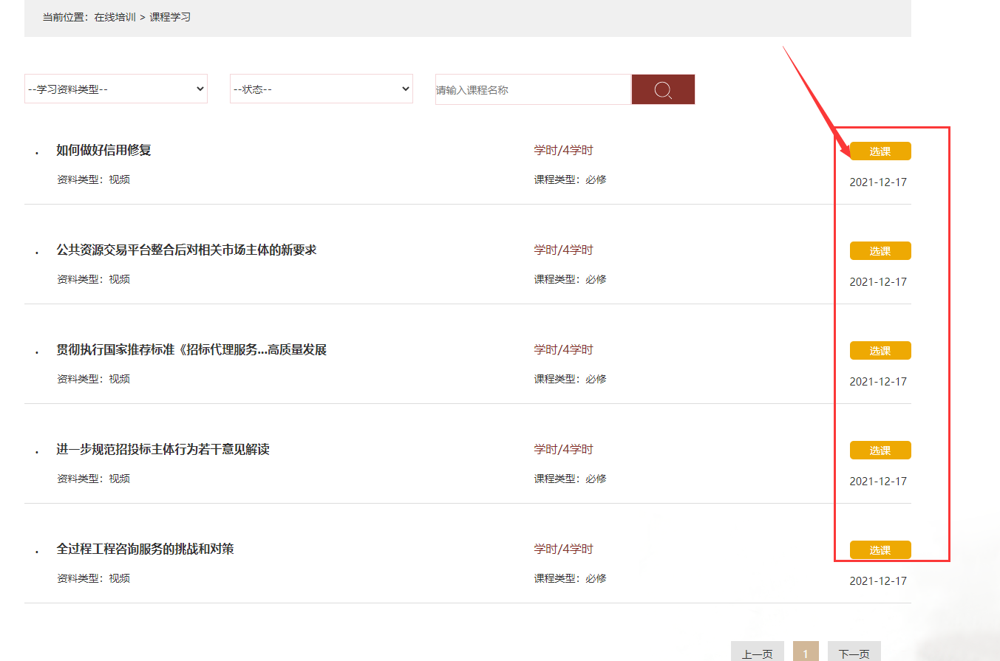 当前位置：在线培训 > 课程学习
--学习资料类型-- --状态-- 请输入课程名称
. 如何做好信用修复 学时/4学时 选课
资料类型：视频 课程类型：必修 2021-12-17
. 公共资源交易平台整合后对相关市场主体的新要求 学时/4学时 选课
资料类型：视频 课程类型：必修 2021-12-17
. 贯彻执行国家推荐标准《招标代理服务...高质量发展 学时/4学时 选课
资料类型：视频 课程类型：必修 2021-12-17
. 进一步规范招投标主体行为若干意见解读 学时/4学时 选课
资料类型：视频 课程类型：必修 2021-12-17
. 全过程工程咨询服务的挑战和对策 学时/4学时 选课
资料类型：视频 课程类型：必修 2021-12-17
上一页 1 下一页